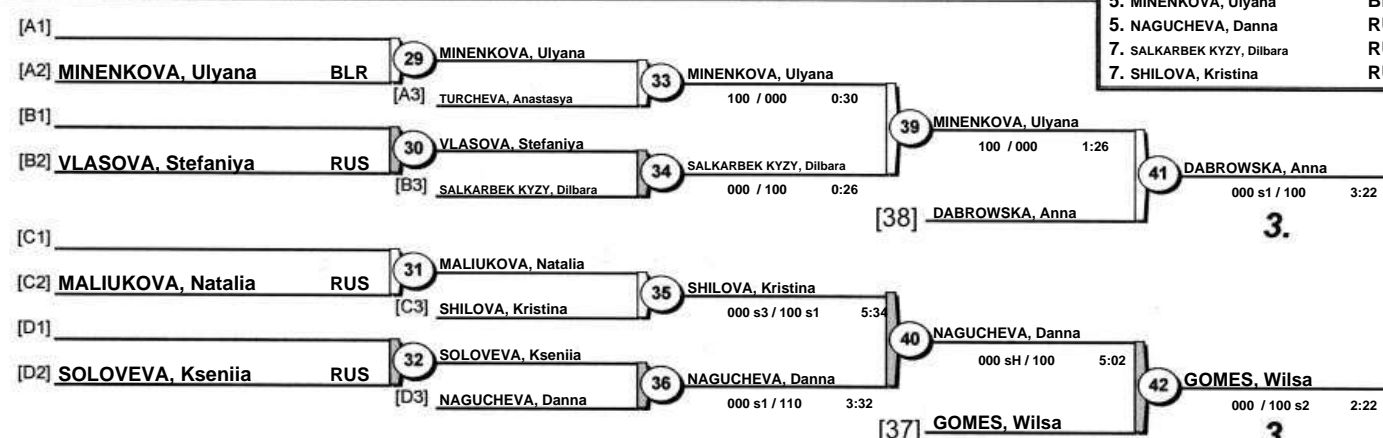 5. MINENKOVA, Ulyana
5. NAGUCHEVA, Danna
7. SALKARBEK KYZY, Dilbara
7. SHILOVA, Kristina
[A1]
[A2] MINENKOVA, Ulyana BLR
29
MINENKOVA, Ulyana
[A3] TURCHEVA, Anastasya
33
MINENKOVA, Ulyana
100 / 000 0:30
[B1]
[B2] VLASOVA, Stefaniya RUS
30
VLASOVA, Stefaniya
[B3] SALKARBEK KYZY, Dilbara
34
SALKARBEK KYZY, Dilbara
000 / 100 0:26
39
MINENKOVA, Ulyana
100 / 000 1:26
[38] DABROWSKA, Anna
41
DABROWSKA, Anna
000 s1 / 100 3:22
3.
[C1]
[C2] MALIUKOVA, Natalia RUS
31
MALIUKOVA, Natalia
[C3] SHILOVA, Kristina
35
SHILOVA, Kristina
000 s3 / 100 s1 5:34
[D1]
[D2] SOLOVEVA, Kseniia RUS
32
SOLOVEVA, Kseniia
[D3] NAGUCHEVA, Danna
36
NAGUCHEVA, Danna
000 s1 / 110 3:32
40
NAGUCHEVA, Danna
000 sH / 100 5:02
[37] GOMES, Wilsa
42
GOMES, Wilsa
000 / 100 s2 2:22
3.